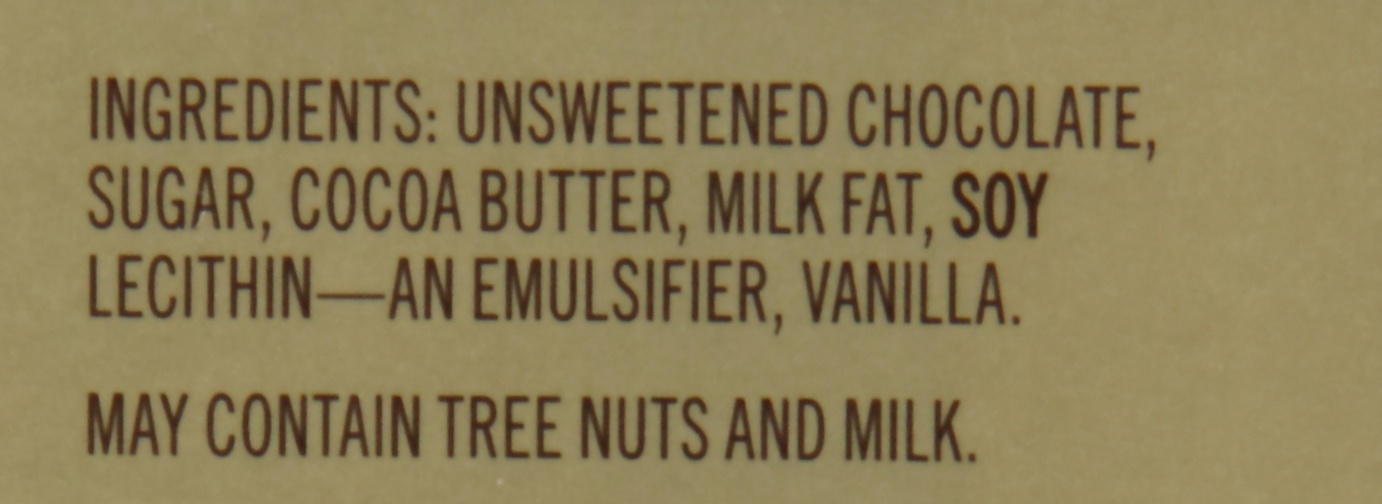 INGREDIENTS: UNSWEETENED CHOCOLATE,
SUGAR, COCOA BUTTER, MILK FAT, SOY
LECITHIN—AN EMULSIFIER, VANILLA.
MAY CONTAIN TREE NUTS AND MILK.